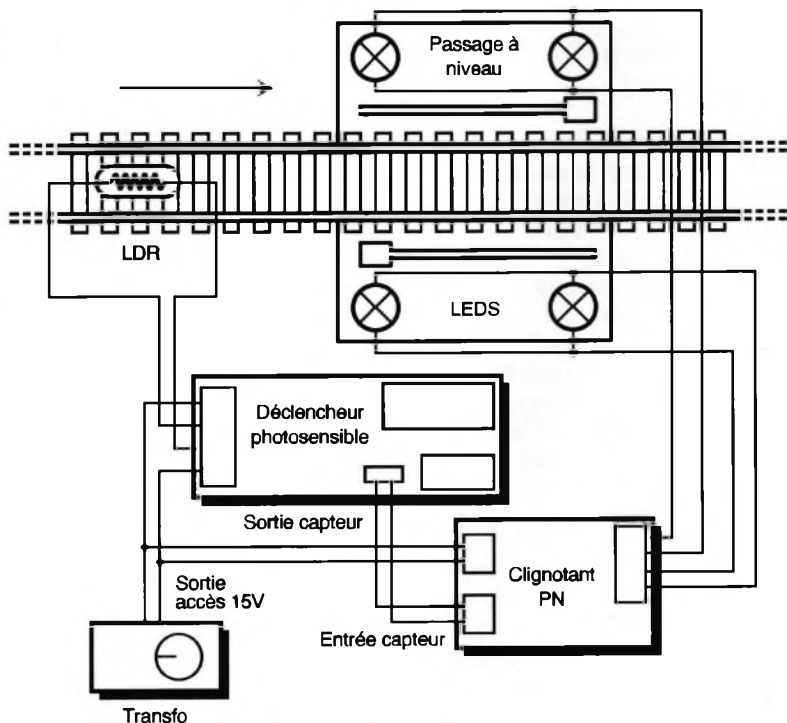 Passage à
niveau
LDR
LEDS
Déclencheur
photosensible
Sortie capteur
Sortie
accès 15V
Clignotant
PN
Entrée capteur
Transfo